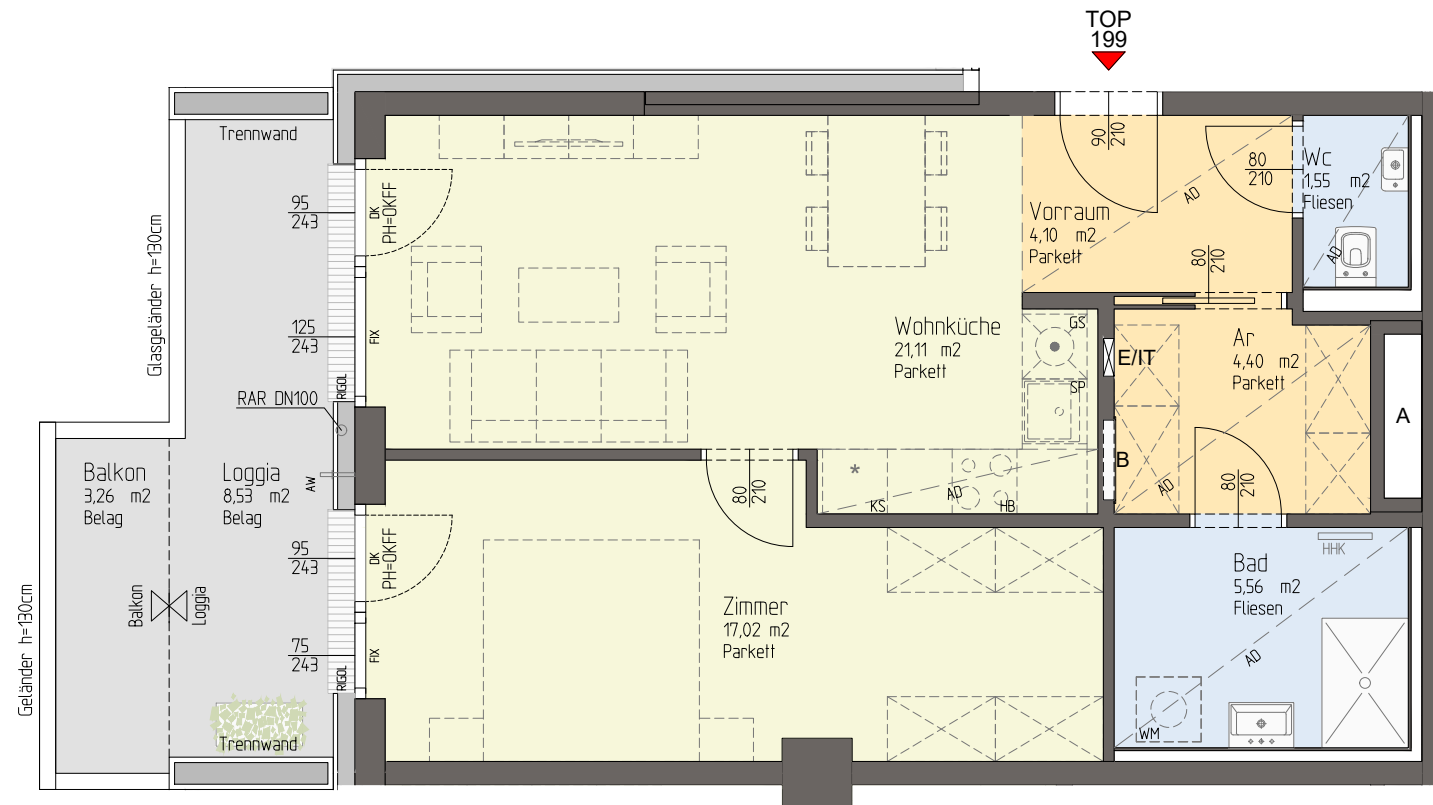 TOP
199
Trennwand
90
210
80
210
Wc
1,55 m2
Fliesen
AD
AD
95
243
DK
PH=OKFF
Vorraum
4,10 m2
Parkett
80
210
Glasgeländer h=130cm
125
243
FIX
Wohnküche
21,11 m2
Parkett
GS
SP
E/IT
Ar
4,40 m2
Parkett
RIGOL
RAR DN100
A
Balkon
3,26 m2
Belag
Loggia
8,53 m2
Belag
AW
80
210
*
KS
AD
HB
B
AD
80
210
95
243
DK
PH=OKFF
HHK
Bad
5,56 m2
Fliesen
Geländer h=130cm
Balkon
Loggia
Zimmer
17,02 m2
Parkett
75
243
FIX
RIGOL
AD
WM
Trennwand